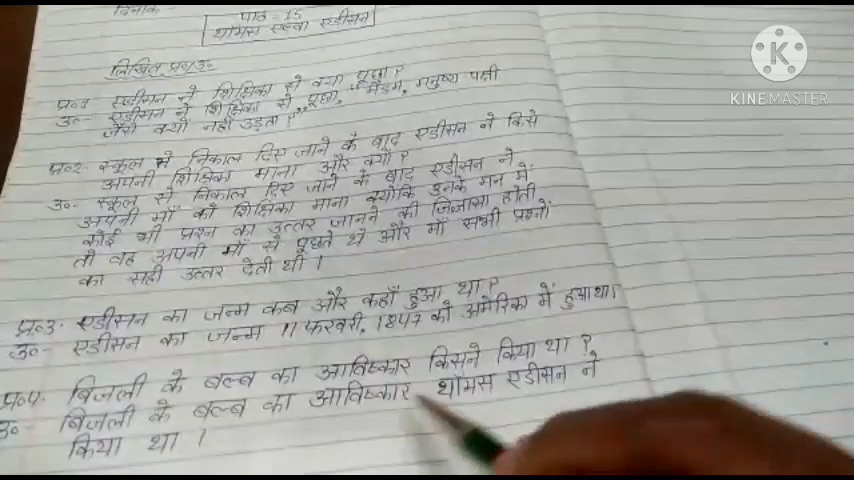 दिनांक
पाठ - 15
थॉमस एल्वा एडीसन
लिखित प्र०/उ०
प्र०1 एडीसन ने शिक्षिका से क्या पूछा?
उ०- एडीसन ने शिक्षिका से पूछा, "मैडम, मनुष्य पक्षी
जैसे क्यों नहीं उड़ता?"
प्र०2- स्कूल से निकाल दिए जाने के बाद एडीसन ने किसे
अपनी शिक्षिका माना और क्यों?
उ०- स्कूल से निकाल दिए जाने के बाद एडीसन ने
अपनी माँ को शिक्षिका माना क्योंकि उनके मन में
कोई भी प्रश्न का उत्तर जानने की जिज्ञासा होती
तो वह अपनी माँ से पूछते थे और माँ सभी प्रश्नों
का सही उत्तर देती थी।
प्र०3- एडीसन का जन्म कब और कहाँ हुआ था?
उ०- एडीसन का जन्म 11 फरवरी, 1847 को अमेरिका में हुआ था।
प्र०4- बिजली के बल्ब का आविष्कार किसने किया था?
उ०- बिजली के बल्ब का आविष्कार थॉमस एडीसन ने
किया था।
K
KINEMASTER